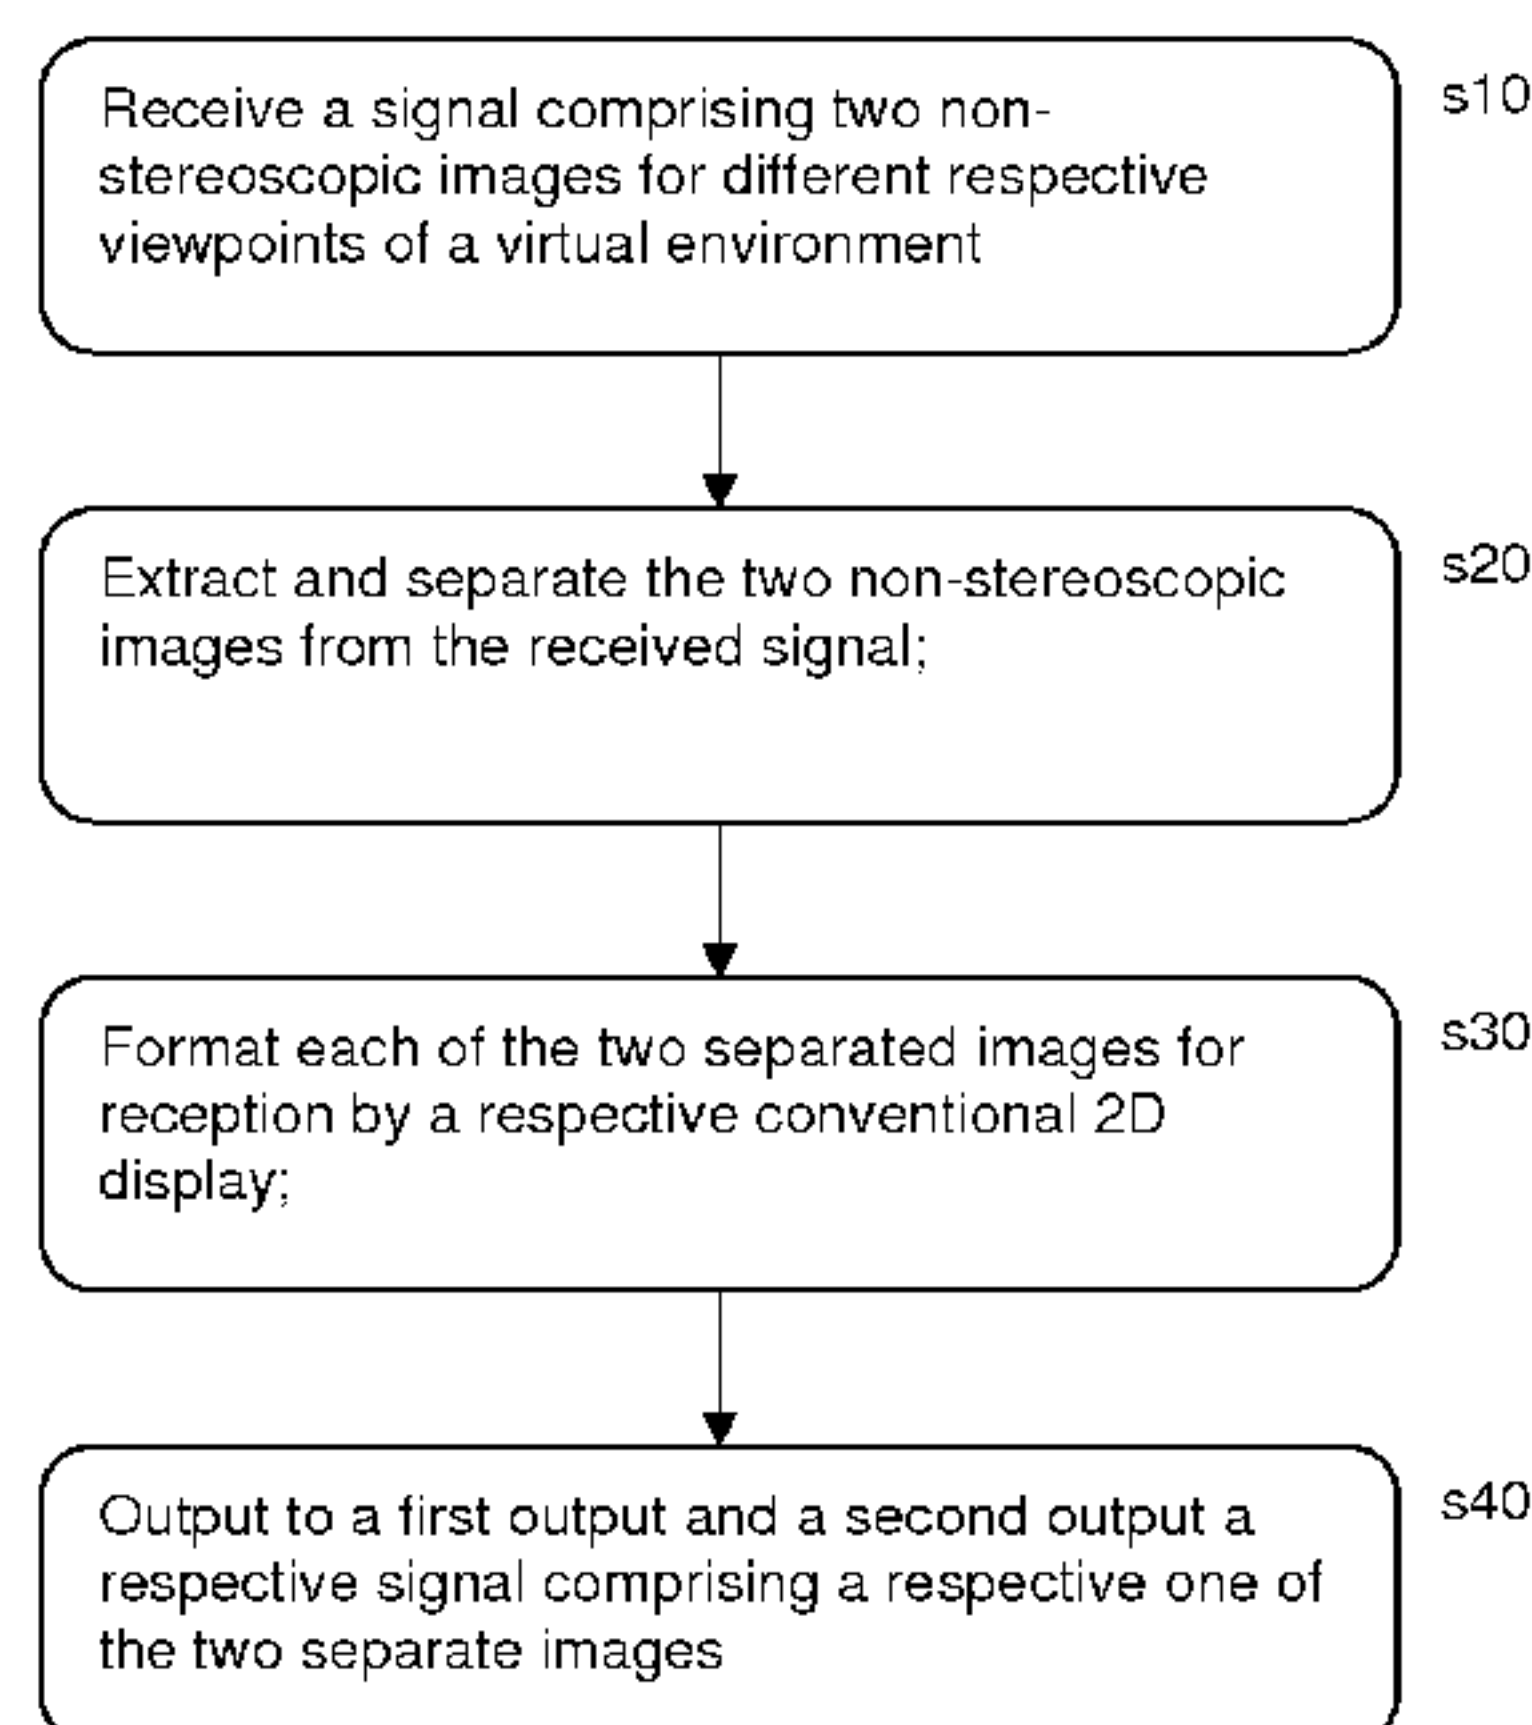 Receive a signal comprising two non-
stereoscopic images for different respective
viewpoints of a virtual environment
s10
Extract and separate the two non-stereoscopic
images from the received signal;
s20
Format each of the two separated images for
reception by a respective conventional 2D
display;
s30
Output to a first output and a second output a
respective signal comprising a respective one of
the two separate images
s40